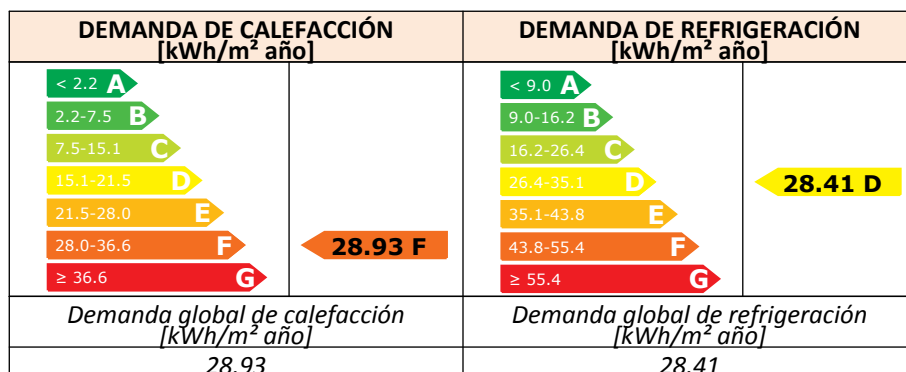 DEMANDA DE CALEFACCIÓN
[kWh/m² año]
DEMANDA DE REFRIGERACIÓN
[kWh/m² año]
< 2.2 A
2.2-7.5 B
7.5-15.1 C
15.1-21.5 D
21.5-28.0 E
28.0-36.6 F
≥ 36.6 G
28.93 F
< 9.0 A
9.0-16.2 B
16.2-26.4 C
26.4-35.1 D
35.1-43.8 E
43.8-55.4 F
≥ 55.4 G
28.41 D
Demanda global de calefacción
[kWh/m² año]
Demanda global de refrigeración
[kWh/m² año]
28.93
28.41